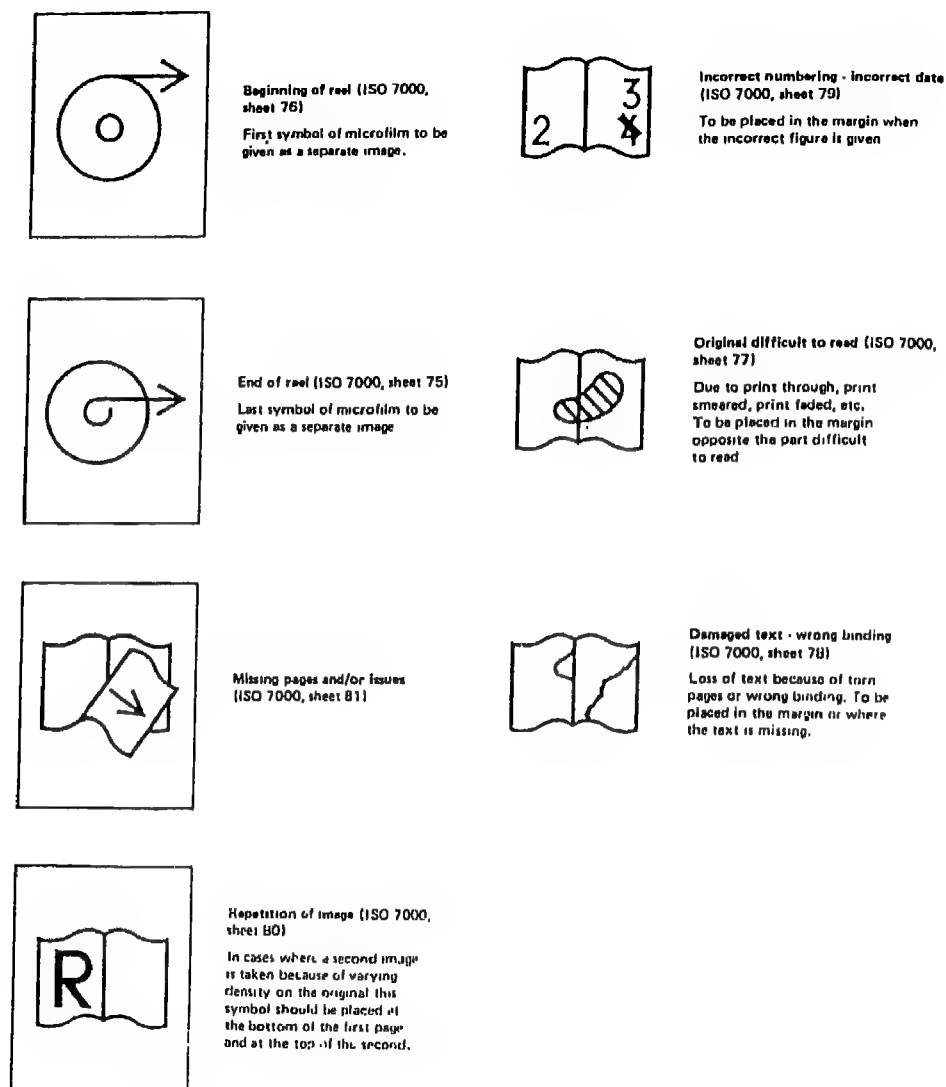 Beginning of reel (ISO 7000,
sheet 76)
First symbol of microfilm to be
given as a separate image.
End of reel (ISO 7000, sheet 75)
Last symbol of microfilm to be
given as a separate image
Missing pages and/or issues
(ISO 7000, sheet 81)
R
Repetition of image (ISO 7000,
sheet 80)
In cases where a second image
is taken because of varying
density on the original this
symbol should be placed at
the bottom of the first page
and at the top of the second.
3
2 4
Incorrect numbering - incorrect date
(ISO 7000, sheet 79)
To be placed in the margin when
the incorrect figure is given
Original difficult to read (ISO 7000,
sheet 77)
Due to print through, print
smeared, print faded, etc.
To be placed in the margin
opposite the part difficult
to read
Damaged text - wrong binding
(ISO 7000, sheet 78)
Loss of text because of torn
pages or wrong binding. To be
placed in the margin or where
the text is missing.